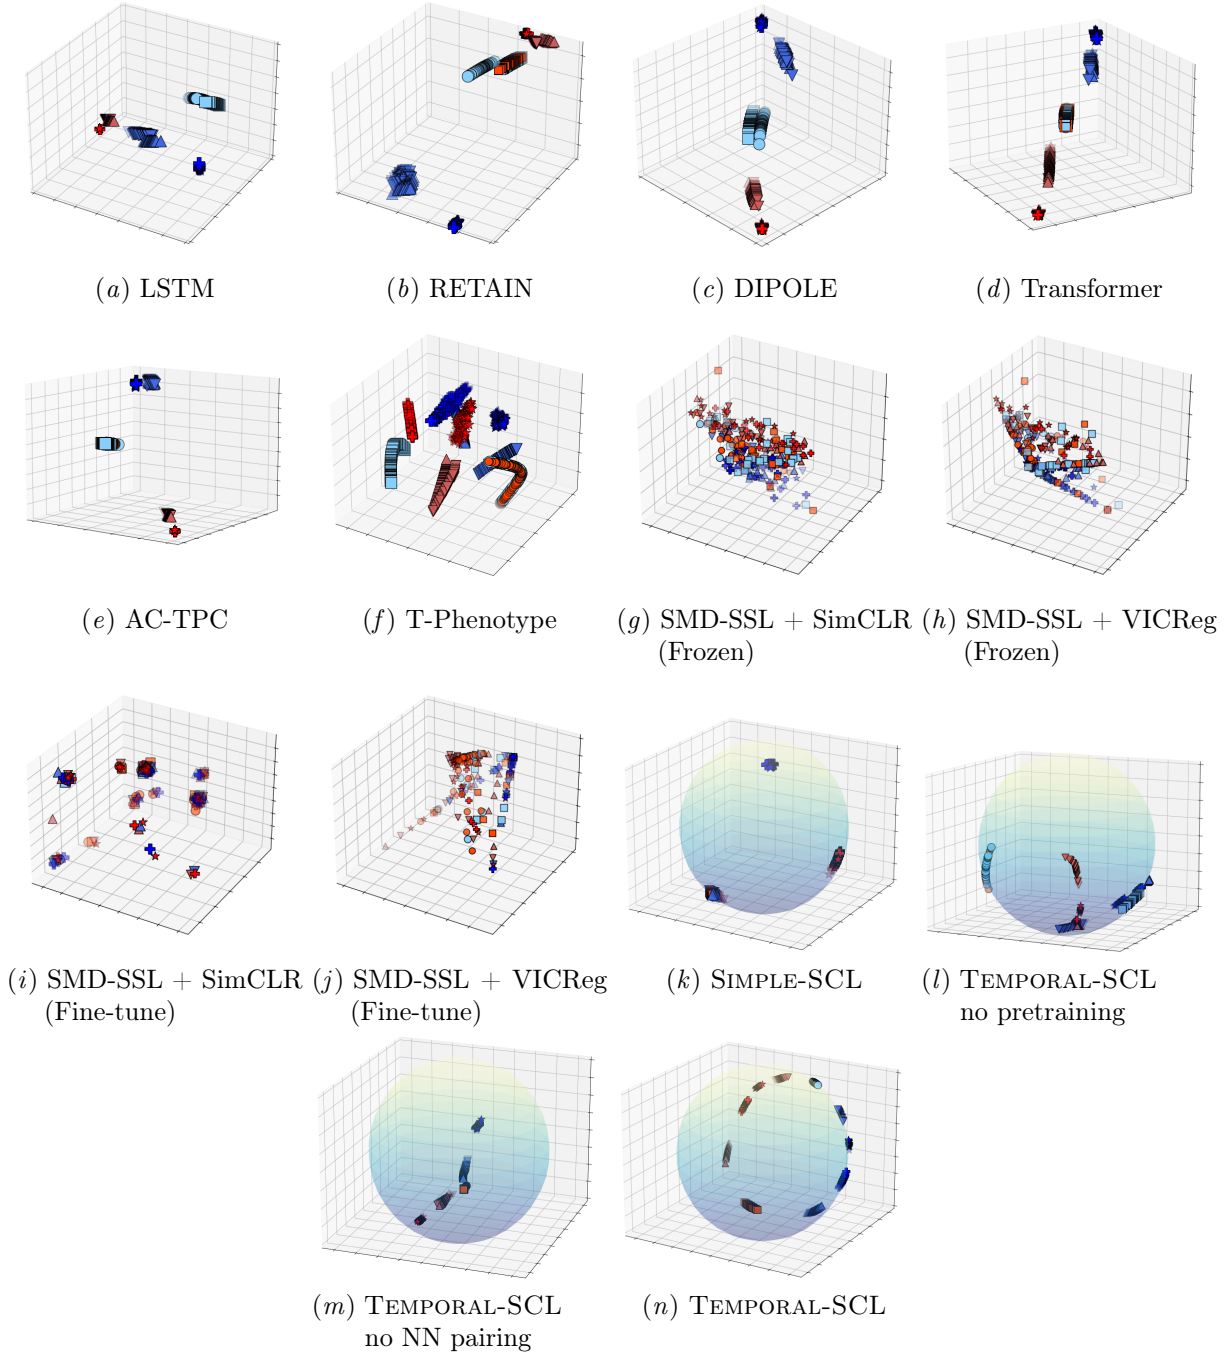 (a) LSTM
(b) RETAIN
(c) DIPOLE
(d) Transformer
(e) AC-TPC
(f) T-Phenotype
(g) SMD-SSL + SimCLR
(Frozen)
(h) SMD-SSL + VICReg
(Frozen)
(i) SMD-SSL + SimCLR
(Fine-tune)
(j) SMD-SSL + VICReg
(Fine-tune)
(k) SIMPLE-SCL
(l) TEMPORAL-SCL
no pretraining
(m) TEMPORAL-SCL
no NN pairing
(n) TEMPORAL-SCL